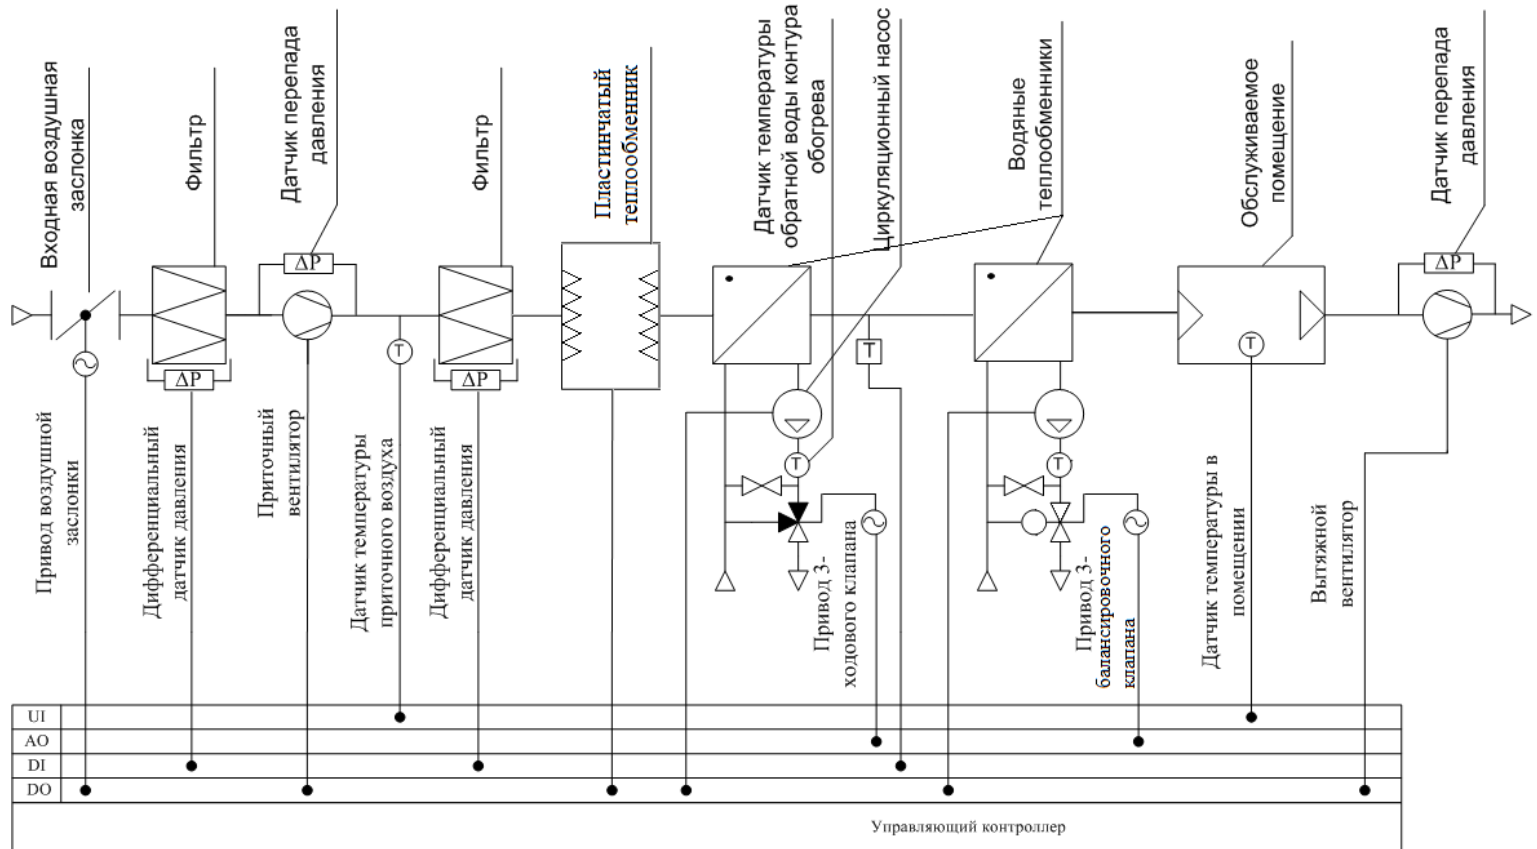 Входная воздушная
заслонка
Фильтр
Датчик перепада
давления
Фильтр
Пластинчатый
теплообменник
Датчик температуры
обратной воды контура
обогрева
Циркуляционный насос
Водяные
теплообменники
Обслуживаемое
помещение
Датчик перепада
давления
ΔP
ΔP
T
ΔP
ΔP
T
T
T
T
Привод воздушной
заслонки
Дифференциальный
датчик давления
Приточный
вентилятор
Датчик температуры
приточного воздуха
Дифференциальный
датчик давления
Привод 3-
ходового клапана
Привод 3-
балансировочного
клапана
Датчик температуры в
помещении
Вытяжной
вентилятор
UI
AO
DI
DO
Управляющий контроллер